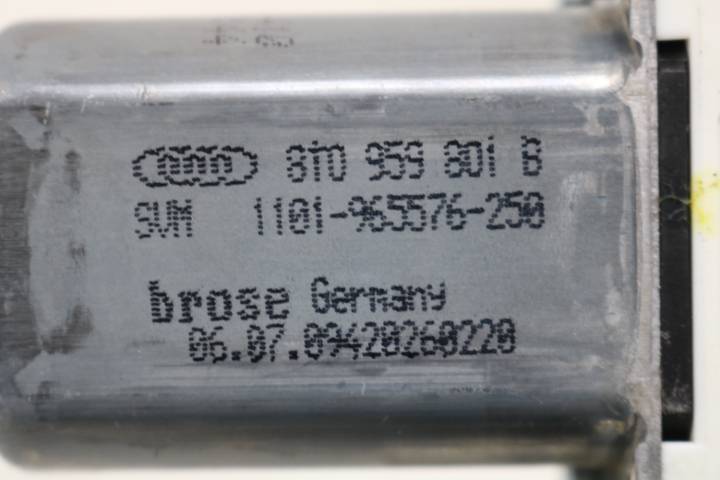 8T0 959 801 B
SVM 1101-965576-250
brose Germany
06.07.09420260220